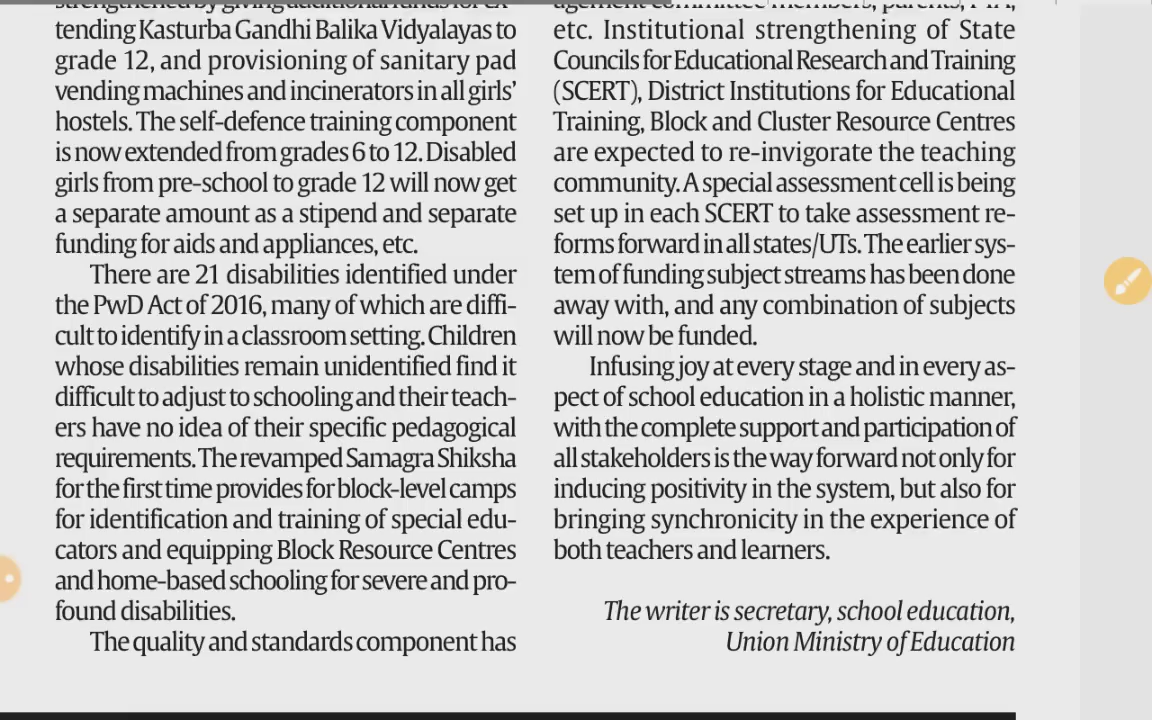 strengthened by giving additional funds for ex-
tending Kasturba Gandhi Balika Vidyalayas to
grade 12, and provisioning of sanitary pad
vending machines and incinerators in all girls'
hostels. The self-defence training component
is now extended from grades 6 to 12. Disabled
girls from pre-school to grade 12 will now get
a separate amount as a stipend and separate
funding for aids and appliances, etc.
There are 21 disabilities identified under
the PwD Act of 2016, many of which are diffi-
cult to identify in a classroom setting. Children
whose disabilities remain unidentified find it
difficult to adjust to schooling and their teach-
ers have no idea of their specific pedagogical
requirements. The revamped Samagra Shiksha
for the first time provides for block-level camps
for identification and training of special edu-
cators and equipping Block Resource Centres
and home-based schooling for severe and pro-
found disabilities.
The quality and standards component has
agement committee members, parents, PTA,
etc. Institutional strengthening of State
Councils for Educational Research and Training
(SCERT), District Institutions for Educational
Training, Block and Cluster Resource Centres
are expected to re-invigorate the teaching
community. A special assessment cell is being
set up in each SCERT to take assessment re-
forms forward in all states/UTs. The earlier sys-
tem of funding subject streams has been done
away with, and any combination of subjects
will now be funded.
Infusing joy at every stage and in every as-
pect of school education in a holistic manner,
with the complete support and participation of
all stakeholders is the way forward not only for
inducing positivity in the system, but also for
bringing synchronicity in the experience of
both teachers and learners.
The writer is secretary, school education,
Union Ministry of Education